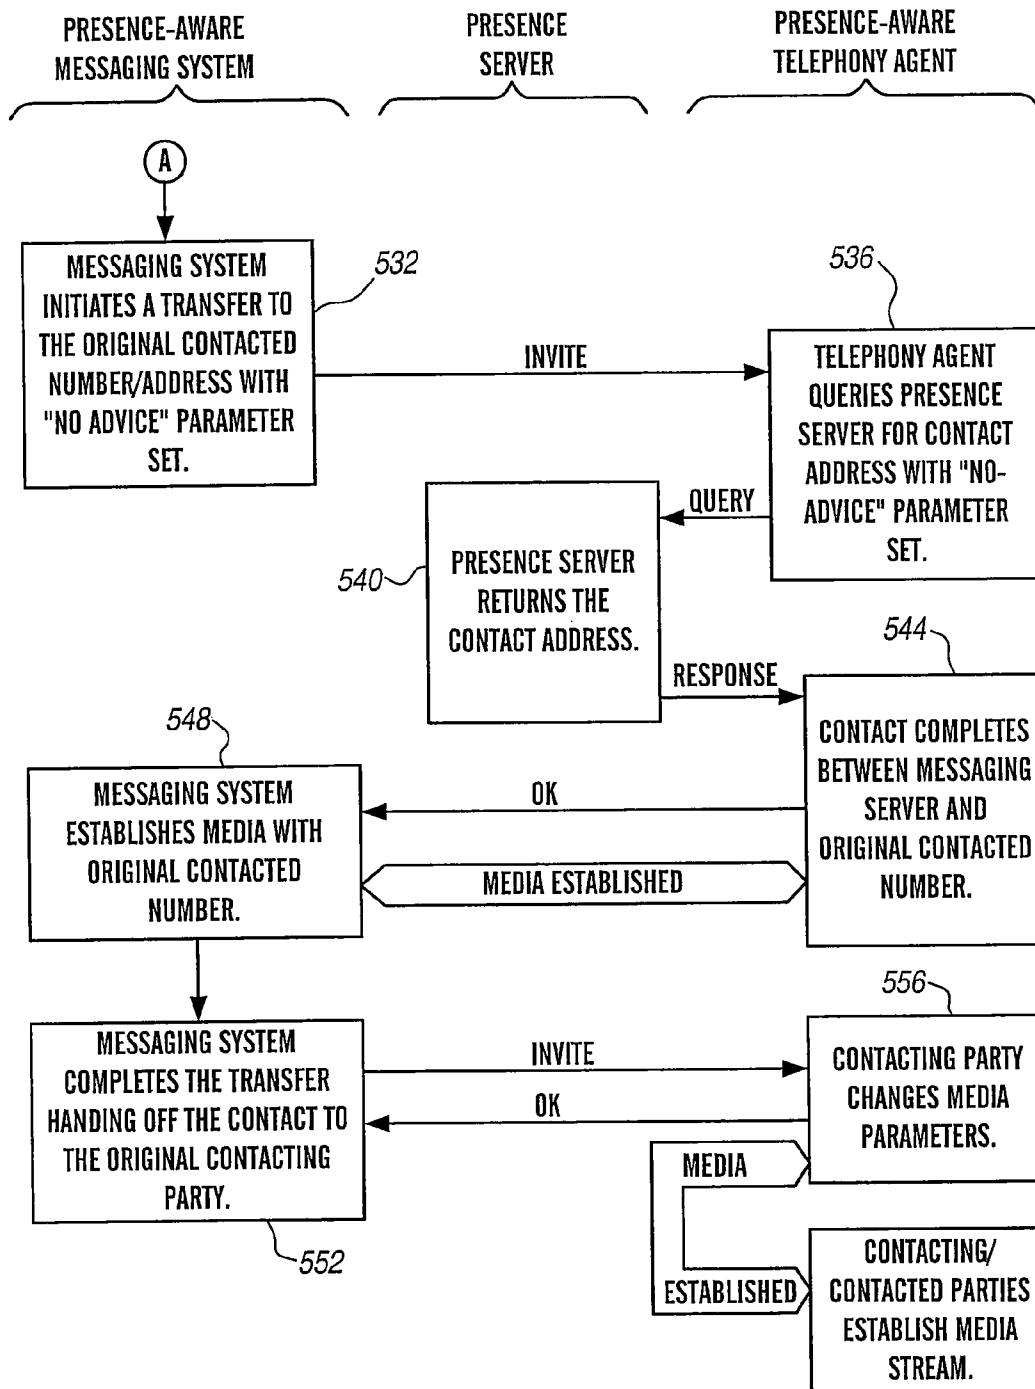 PRESENCE-AWARE
MESSAGING SYSTEM
PRESENCE
SERVER
PRESENCE-AWARE
TELEPHONY AGENT
A
MESSAGING SYSTEM
INITIATES A TRANSFER TO
THE ORIGINAL CONTACTED
NUMBER/ADDRESS WITH
"NO ADVICE" PARAMETER
SET.
532
INVITE
536
TELEPHONY AGENT
QUERIES PRESENCE
SERVER FOR CONTACT
ADDRESS WITH "NO-
ADVICE" PARAMETER
SET.
QUERY
540
PRESENCE SERVER
RETURNS THE
CONTACT ADDRESS.
RESPONSE
544
CONTACT COMPLETES
BETWEEN MESSAGING
SERVER AND
ORIGINAL CONTACTED
NUMBER.
548
MESSAGING SYSTEM
ESTABLISHES MEDIA WITH
ORIGINAL CONTACTED
NUMBER.
OK
MEDIA ESTABLISHED
MESSAGING SYSTEM
COMPLETES THE TRANSFER
HANDING OFF THE CONTACT TO
THE ORIGINAL CONTACTING
PARTY.
552
INVITE
OK
556
CONTACTING PARTY
CHANGES MEDIA
PARAMETERS.
MEDIA
ESTABLISHED
CONTACTING/
CONTACTED PARTIES
ESTABLISH MEDIA
STREAM.